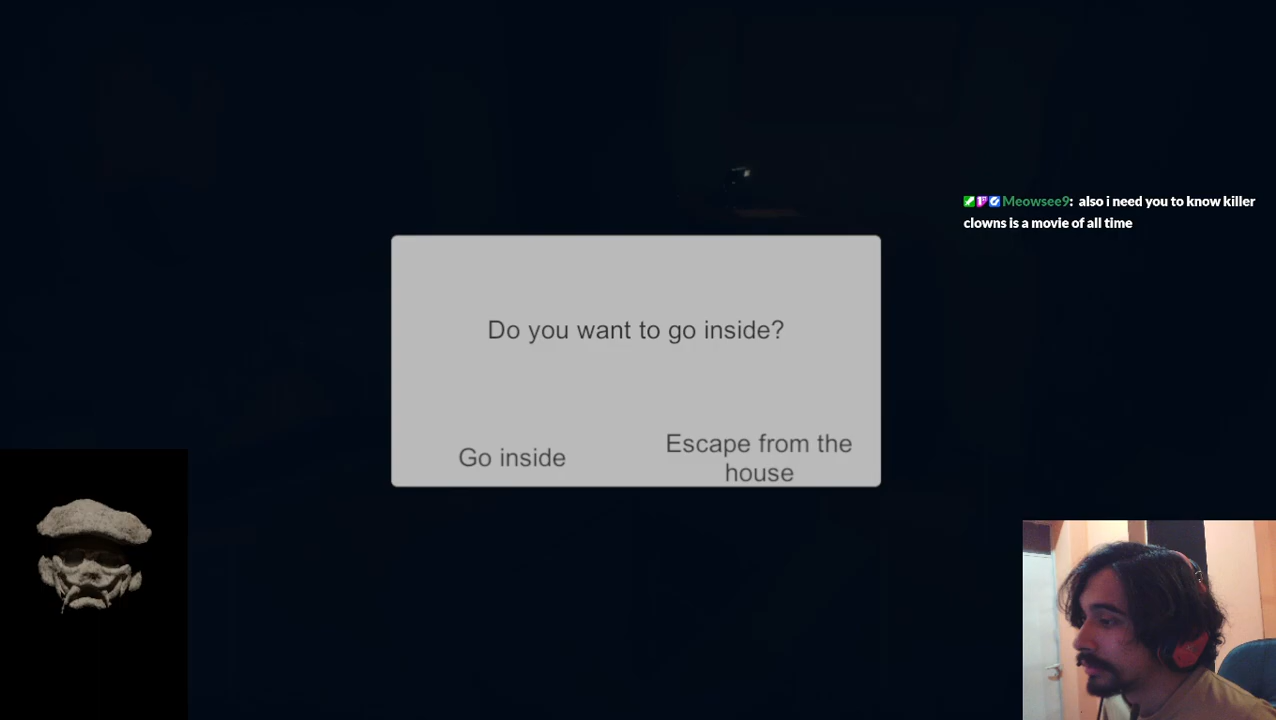 Meowsee9: also i need you to know killer
clowns is a movie of all time
Do you want to go inside?
Go inside
Escape from the
house